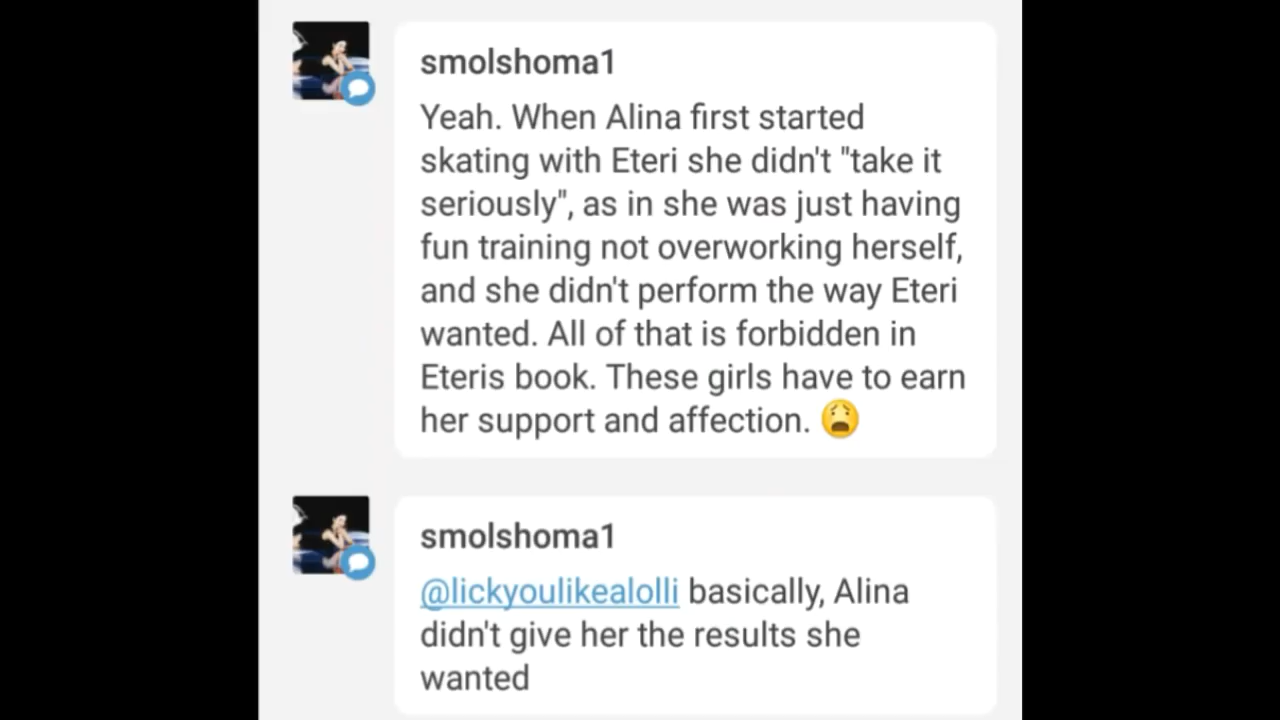 smolshoma1
Yeah. When Alina first started
skating with Eteri she didn't "take it
seriously", as in she was just having
fun training not overworking herself,
and she didn't perform the way Eteri
wanted. All of that is forbidden in
Eteris book. These girls have to earn
her support and affection. 😩
smolshoma1
@lickyoulikealolli basically, Alina
didn't give her the results she
wanted